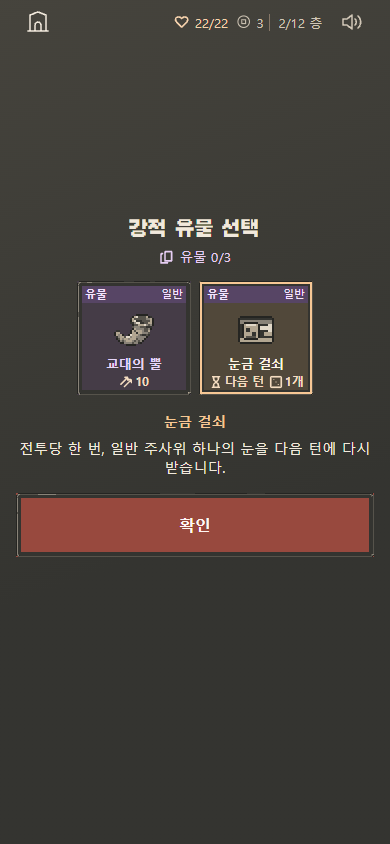 22/22 3 2/12 층
강적 유물 선택
유물 0/3
유물 일반
교대의 뿔
10
유물 일반
눈금 걸쇠
다음 턴 1개
눈금 걸쇠
전투당 한 번, 일반 주사위 하나의 눈을 다음 턴에 다시
받습니다.
확인